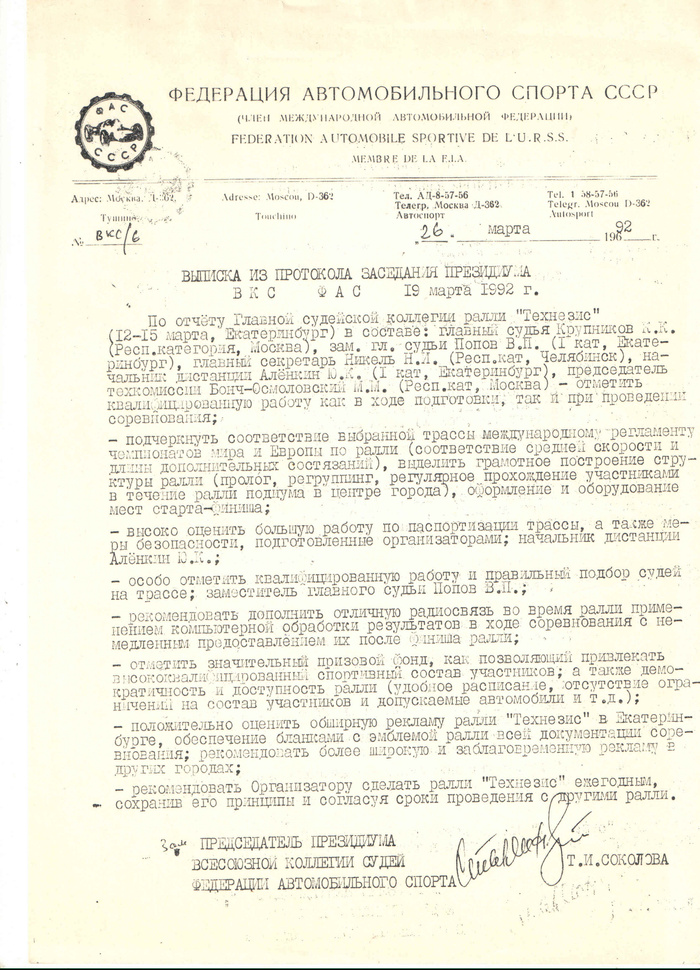 ФАС
СССР
ФЕДЕРАЦИЯ АВТОМОБИЛЬНОГО СПОРТА СССР
(ЧЛЕН МЕЖДУНАРОДНОЙ АВТОМОБИЛЬНОЙ ФЕДЕРАЦИИ)
FEDERATION AUTOMOBILE SPORTIVE DE L'U.R.S.S.
MEMBRE DE LA F.I.A.
Адрес: Москва, Д-362, Adresse: Moscou, D-362 Тел. АД-8-57-56 Tel. 1 58-57-56
Тушино Touchino Телегр. Москва Д-362. Telegr. Moscou D-362
Автоспорт Autosport
№ ВКС/6 „26" марта 1992 г.
ВЫПИСКА ИЗ ПРОТОКОЛА ЗАСЕДАНИЯ ПРЕЗИДИУМА
ВКС ФАС 19 марта 1992 г.
По отчёту Главной судейской коллегии ралли "Технезис"
(12-15 марта, Екатеринбург) в составе: главный судья Крупников К.К.
(Респ.категория, Москва), зам. гл. судьи Попов В.П. (I кат, Екате-
ринбург), главный секретарь Никель Н.И. (Респ.кат, Челябинск), на-
чальник дистанции Алёнкин Ю.К. (I кат, Екатеринбург), председатель
техкомиссии Бонч-Осмоловский М.М. (Респ.кат, Москва) - отметить
квалифицированную работу как в ходе подготовки, так и при проведении
соревнования;
- подчеркнуть соответствие выбранной трассы международному регламенту
чемпионатов мира и Европы по ралли (соответствие средней скорости и
длины дополнительных состязаний), выделить грамотное построение стру-
ктуры ралли (пролог, регруппинг, регулярное прохождение участниками
в течение ралли подиума в центре города), оформление и оборудование
мест старта-финиша;
- высоко оценить большую работу по паспортизации трассы, а также ме-
ры безопасности, подготовленные организаторами; начальник дистанции
Алёнкин Ю.К.;
- особо отметить квалифицированную работу и правильный подбор судей
на трассе; заместитель главного судьи Попов В.П.;
- рекомендовать дополнить отличную радиосвязь во время ралли приме-
нением компьютерной обработки результатов в ходе соревнования с не-
медленным предоставлением их после финиша ралли;
- отметить значительный призовой фонд, как позволяющий привлекать
высококвалифицированный спортивный состав участников; а также демо-
кратичность и доступность ралли (удобное расписание, отсутствие огра-
ничений на состав участников и допускаемые автомобили и т.д.);
- положительно оценить обширную рекламу ралли "Технезис" в Екатерин-
бурге, обеспечение бланками с эмблемой ралли всей документации соре-
внования; рекомендовать более широкую и заблаговременную рекламу в
других городах;
- рекомендовать Организатору сделать ралли "Технезис" ежегодным,
сохранив его принципы и согласуя сроки проведения с другими ралли.
Зам ПРЕДСЕДАТЕЛЬ ПРЕЗИДИУМА
ВСЕСОЮЗНОЙ КОЛЛЕГИИ СУДЕЙ Т.И.СОКОЛОВА
ФЕДЕРАЦИИ АВТОМОБИЛЬНОГО СПОРТА